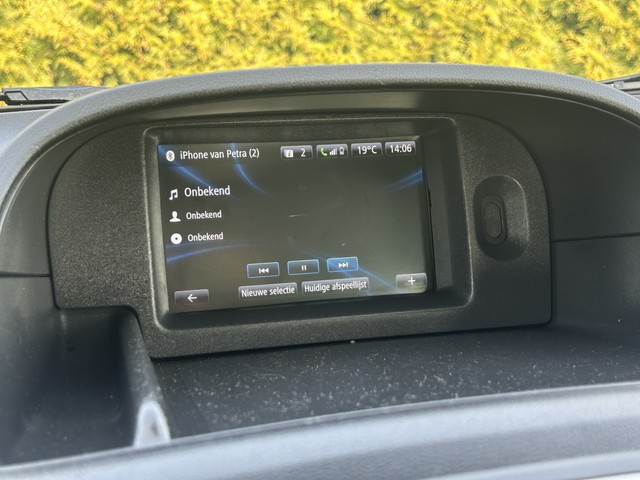 iPhone van Petra (2)
2
19°C
14:06
Onbekend
Onbekend
Onbekend
Nieuwe selectie
Huidige afspeellijst